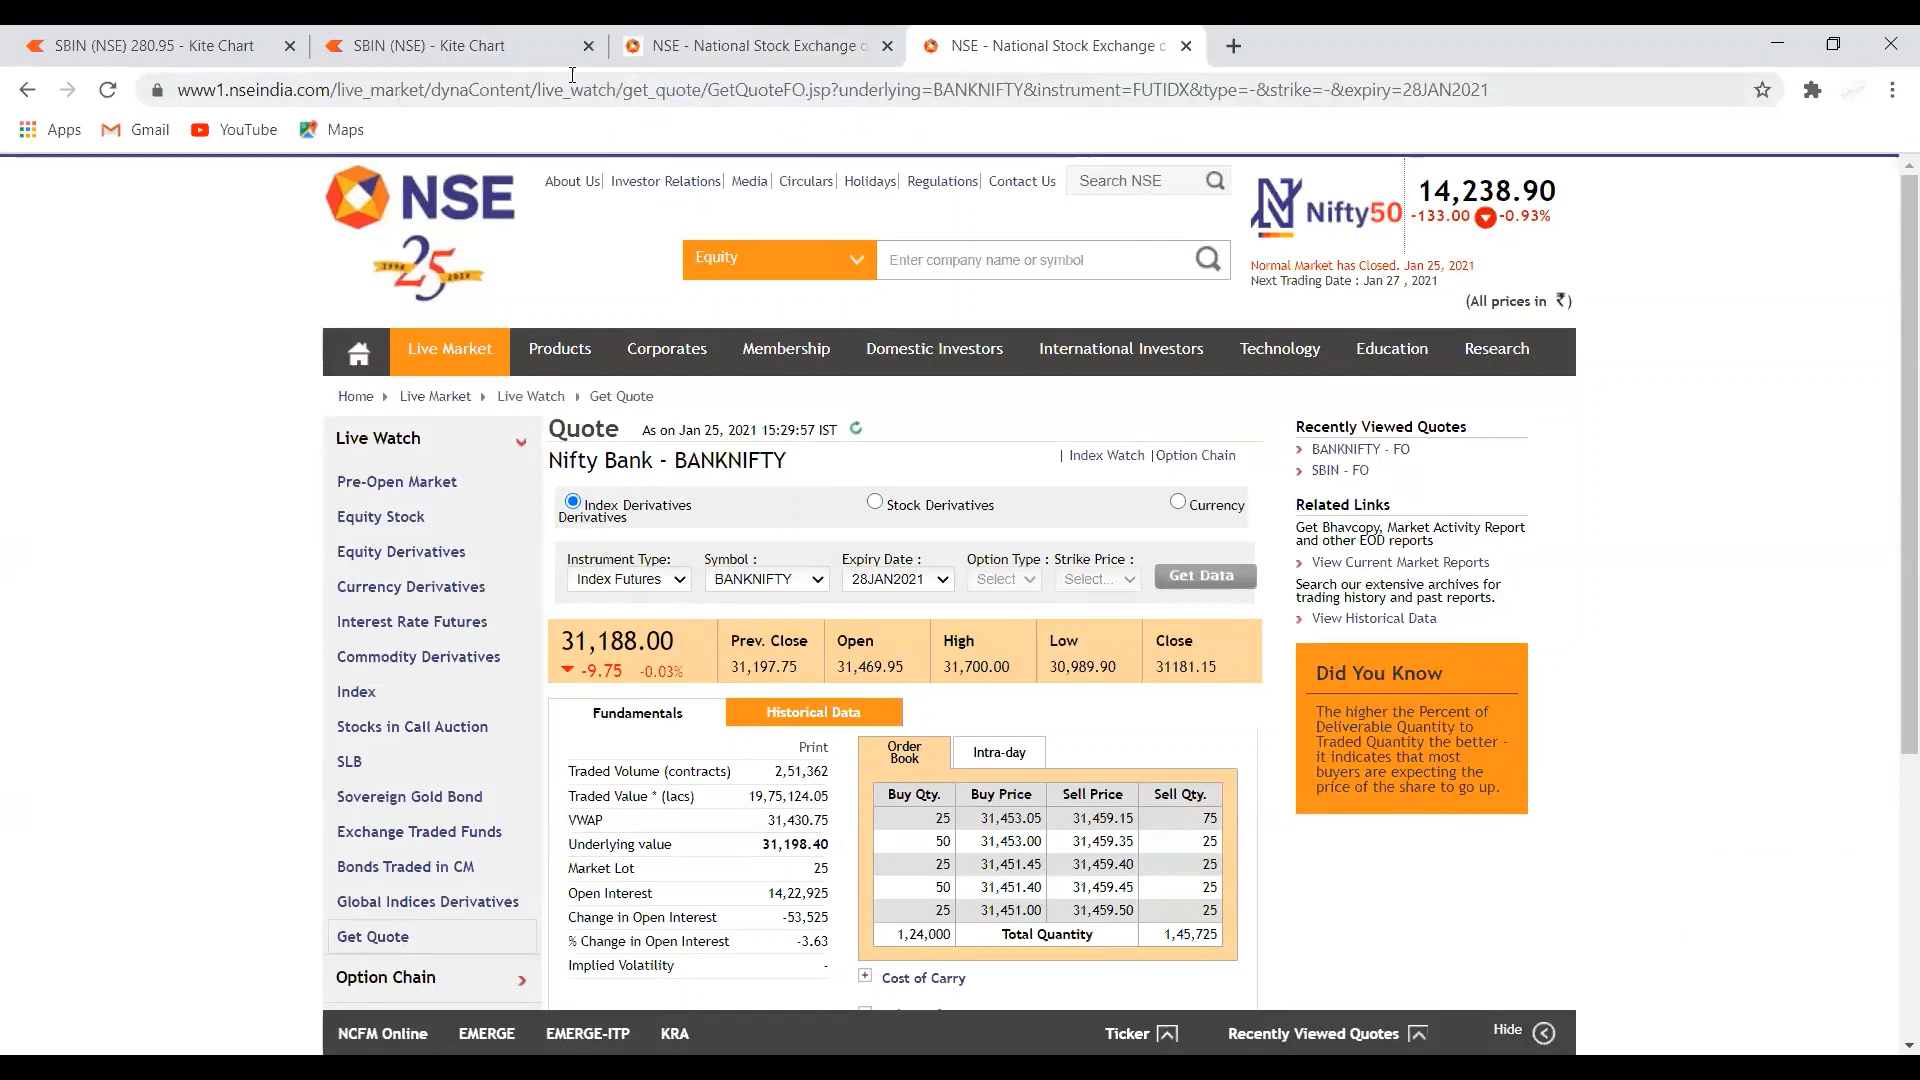 SBIN (NSE) 280.95 - Kite Chart
SBIN (NSE) - Kite Chart
NSE - National Stock Exchange o
NSE - National Stock Exchange c
www1.nseindia.com/live_market/dynaContent/live_watch/get_quote/GetQuoteFO.jsp?underlying=BANKNIFTY&instrument=FUTIDX&type=-&strike=-&expiry=28JAN2021
Apps Gmail YouTube Maps
NSE
25
About Us| Investor Relations| Media| Circulars| Holidays| Regulations| Contact Us
Search NSE
Equity
Enter company name or symbol
Nifty50
14,238.90
-133.00 -0.93%
Normal Market has Closed. Jan 25, 2021
Next Trading Date : Jan 27 , 2021
(All prices in ₹)
Live Market Products Corporates Membership Domestic Investors International Investors Technology Education Research
Home Live Market Live Watch Get Quote
Live Watch
Pre-Open Market
Equity Stock
Equity Derivatives
Currency Derivatives
Interest Rate Futures
Commodity Derivatives
Index
Stocks in Call Auction
SLB
Sovereign Gold Bond
Exchange Traded Funds
Bonds Traded in CM
Global Indices Derivatives
Get Quote
Option Chain
Quote As on Jan 25, 2021 15:29:57 IST
Nifty Bank - BANKNIFTY
| Index Watch |Option Chain
Index Derivatives Stock Derivatives Currency
Derivatives
Instrument Type: Symbol : Expiry Date : Option Type : Strike Price :
Index Futures BANKNIFTY 28JAN2021 Select Select... Get Data
31,188.00 Prev. Close Open High Low Close
-9.75 -0.03% 31,197.75 31,469.95 31,700.00 30,989.90 31181.15
Fundamentals Historical Data
Print
Traded Volume (contracts) 2,51,362
Traded Value * (lacs) 19,75,124.05
VWAP 31,430.75
Underlying value 31,198.40
Market Lot 25
Open Interest 14,22,925
Change in Open Interest -53,525
% Change in Open Interest -3.63
Implied Volatility -
Order Book Intra-day
Buy Qty. Buy Price Sell Price Sell Qty.
25 31,453.05 31,459.15 75
50 31,453.00 31,459.35 25
25 31,451.45 31,459.40 25
50 31,451.40 31,459.45 25
25 31,451.00 31,459.50 25
1,24,000 Total Quantity 1,45,725
Cost of Carry
Recently Viewed Quotes
BANKNIFTY - FO
SBIN - FO
Related Links
Get Bhavcopy, Market Activity Report
and other EOD reports
View Current Market Reports
Search our extensive archives for
trading history and past reports.
View Historical Data
Did You Know
The higher the Percent of
Deliverable Quantity to
Traded Quantity the better -
it indicates that most
buyers are expecting the
price of the share to go up.
NCFM Online EMERGE EMERGE-ITP KRA Ticker Recently Viewed Quotes Hide